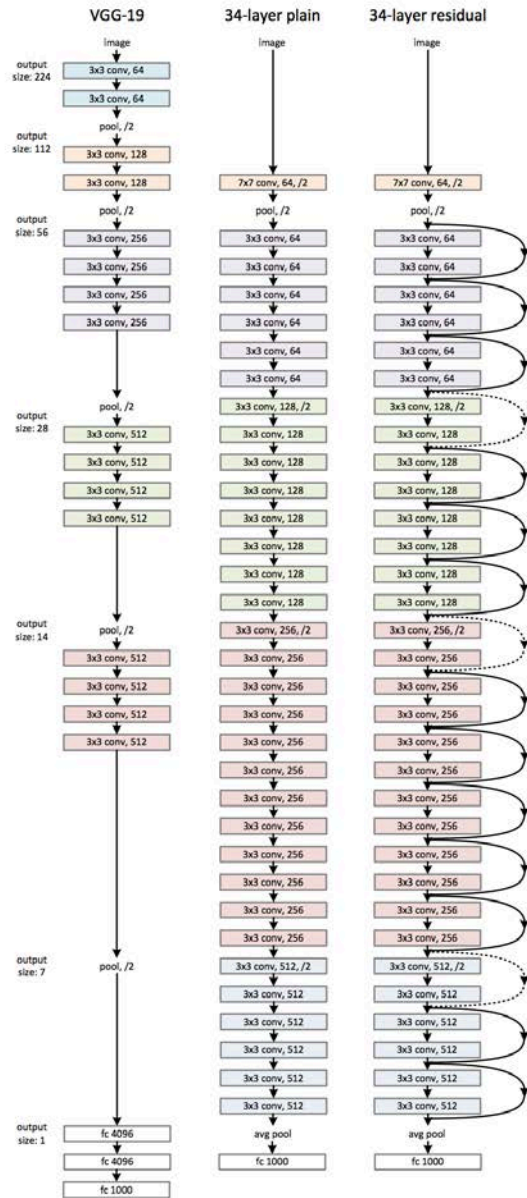 output
size: 224
output
size: 112
output
size: 56
output
size: 28
output
size: 14
output
size: 7
output
size: 1
VGG-19
image
3x3 conv, 64
3x3 conv, 64
pool, /2
3x3 conv, 128
3x3 conv, 128
pool, /2
3x3 conv, 256
3x3 conv, 256
3x3 conv, 256
3x3 conv, 256
pool, /2
3x3 conv, 512
3x3 conv, 512
3x3 conv, 512
3x3 conv, 512
pool, /2
3x3 conv, 512
3x3 conv, 512
3x3 conv, 512
3x3 conv, 512
pool, /2
fc 4096
fc 4096
fc 1000
34-layer plain
image
7x7 conv, 64, /2
pool, /2
3x3 conv, 64
3x3 conv, 64
3x3 conv, 64
3x3 conv, 64
3x3 conv, 64
3x3 conv, 64
3x3 conv, 128, /2
3x3 conv, 128
3x3 conv, 128
3x3 conv, 128
3x3 conv, 128
3x3 conv, 128
3x3 conv, 128
3x3 conv, 128
3x3 conv, 256, /2
3x3 conv, 256
3x3 conv, 256
3x3 conv, 256
3x3 conv, 256
3x3 conv, 256
3x3 conv, 256
3x3 conv, 256
3x3 conv, 256
3x3 conv, 256
3x3 conv, 256
3x3 conv, 256
3x3 conv, 512, /2
3x3 conv, 512
3x3 conv, 512
3x3 conv, 512
3x3 conv, 512
3x3 conv, 512
avg pool
fc 1000
34-layer residual
image
7x7 conv, 64, /2
pool, /2
3x3 conv, 64
3x3 conv, 64
3x3 conv, 64
3x3 conv, 64
3x3 conv, 64
3x3 conv, 64
3x3 conv, 128, /2
3x3 conv, 128
3x3 conv, 128
3x3 conv, 128
3x3 conv, 128
3x3 conv, 128
3x3 conv, 128
3x3 conv, 128
3x3 conv, 256, /2
3x3 conv, 256
3x3 conv, 256
3x3 conv, 256
3x3 conv, 256
3x3 conv, 256
3x3 conv, 256
3x3 conv, 256
3x3 conv, 256
3x3 conv, 256
3x3 conv, 256
3x3 conv, 256
3x3 conv, 512, /2
3x3 conv, 512
3x3 conv, 512
3x3 conv, 512
3x3 conv, 512
3x3 conv, 512
avg pool
fc 1000